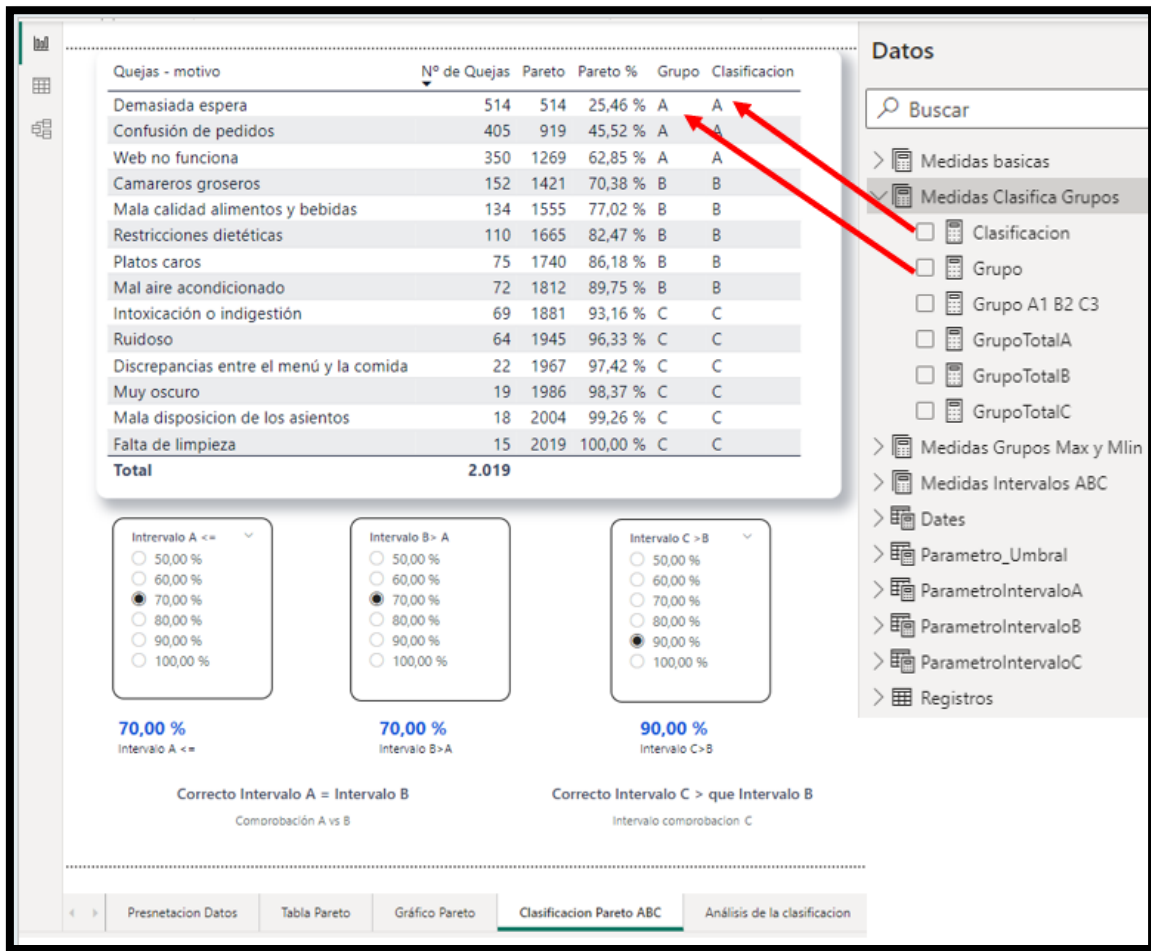 Datos
Buscar
Medidas basicas
Medidas Clasifica Grupos
Clasificacion
Grupo
Grupo A1 B2 C3
GrupoTotalA
GrupoTotalB
GrupoTotalC
Medidas Grupos Max y Mlin
Medidas Intervalos ABC
Dates
Parametro_Umbral
ParametroIntervaloA
ParametroIntervaloB
ParametroIntervaloC
Registros
Quejas - motivo Nº de Quejas Pareto Pareto % Grupo Clasificacion
Demasiada espera 514 514 25,46 % A A
Confusión de pedidos 405 919 45,52 % A A
Web no funciona 350 1269 62,85 % A A
Camareros groseros 152 1421 70,38 % B B
Mala calidad alimentos y bebidas 134 1555 77,02 % B B
Restricciones dietéticas 110 1665 82,47 % B B
Platos caros 75 1740 86,18 % B B
Mal aire acondicionado 72 1812 89,75 % B B
Intoxicación o indigestión 69 1881 93,16 % C C
Ruidoso 64 1945 96,33 % C C
Discrepancias entre el menú y la comida 22 1967 97,42 % C C
Muy oscuro 19 1986 98,37 % C C
Mala disposicion de los asientos 18 2004 99,26 % C C
Falta de limpieza 15 2019 100,00 % C C
Total 2.019
Intrervalo A <=
50,00 %
60,00 %
70,00 %
80,00 %
90,00 %
100,00 %
Intervalo B> A
50,00 %
60,00 %
70,00 %
80,00 %
90,00 %
100,00 %
Intervalo C >B
50,00 %
60,00 %
70,00 %
80,00 %
90,00 %
100,00 %
70,00 %
Intervalo A <=
70,00 %
Intervalo B>A
90,00 %
Intervalo C>B
Correcto Intervalo A = Intervalo B
Comprobación A vs B
Correcto Intervalo C > que Intervalo B
Intervalo comprobacion C
Presnetacion Datos Tabla Pareto Gráfico Pareto Clasificacion Pareto ABC Análisis de la clasificacion